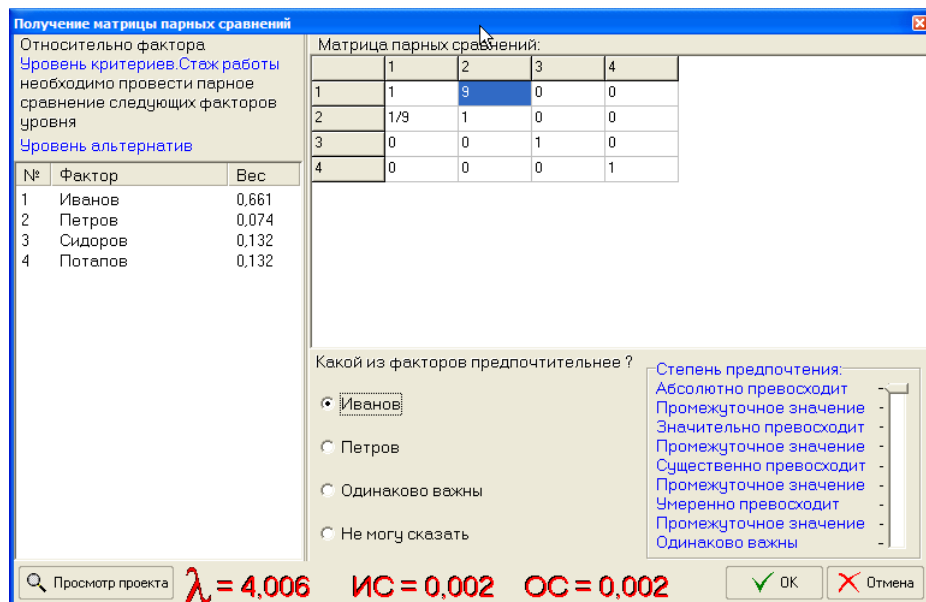 Получение матрицы парных сравнений
Относительно фактора
Уровень критериев.Стаж работы
необходимо провести парное
сравнение следующих факторов
уровня
Уровень альтернатив
№ Фактор Вес
1 Иванов 0,661
2 Петров 0,074
3 Сидоров 0,132
4 Потапов 0,132
Матрица парных сравнений:
1 2 3 4
1 1 9 0 0
2 1/9 1 0 0
3 0 0 1 0
4 0 0 0 1
Какой из факторов предпочтительнее ?
Иванов
Петров
Одинаково важны
Не могу сказать
Степень предпочтения:
Абсолютно превосходит
Промежуточное значение
Значительно превосходит
Промежуточное значение
Существенно превосходит
Промежуточное значение
Умеренно превосходит
Промежуточное значение
Одинаково важны
Просмотр проекта
λ = 4,006 ИС = 0,002 ОС = 0,002
OK
Отмена